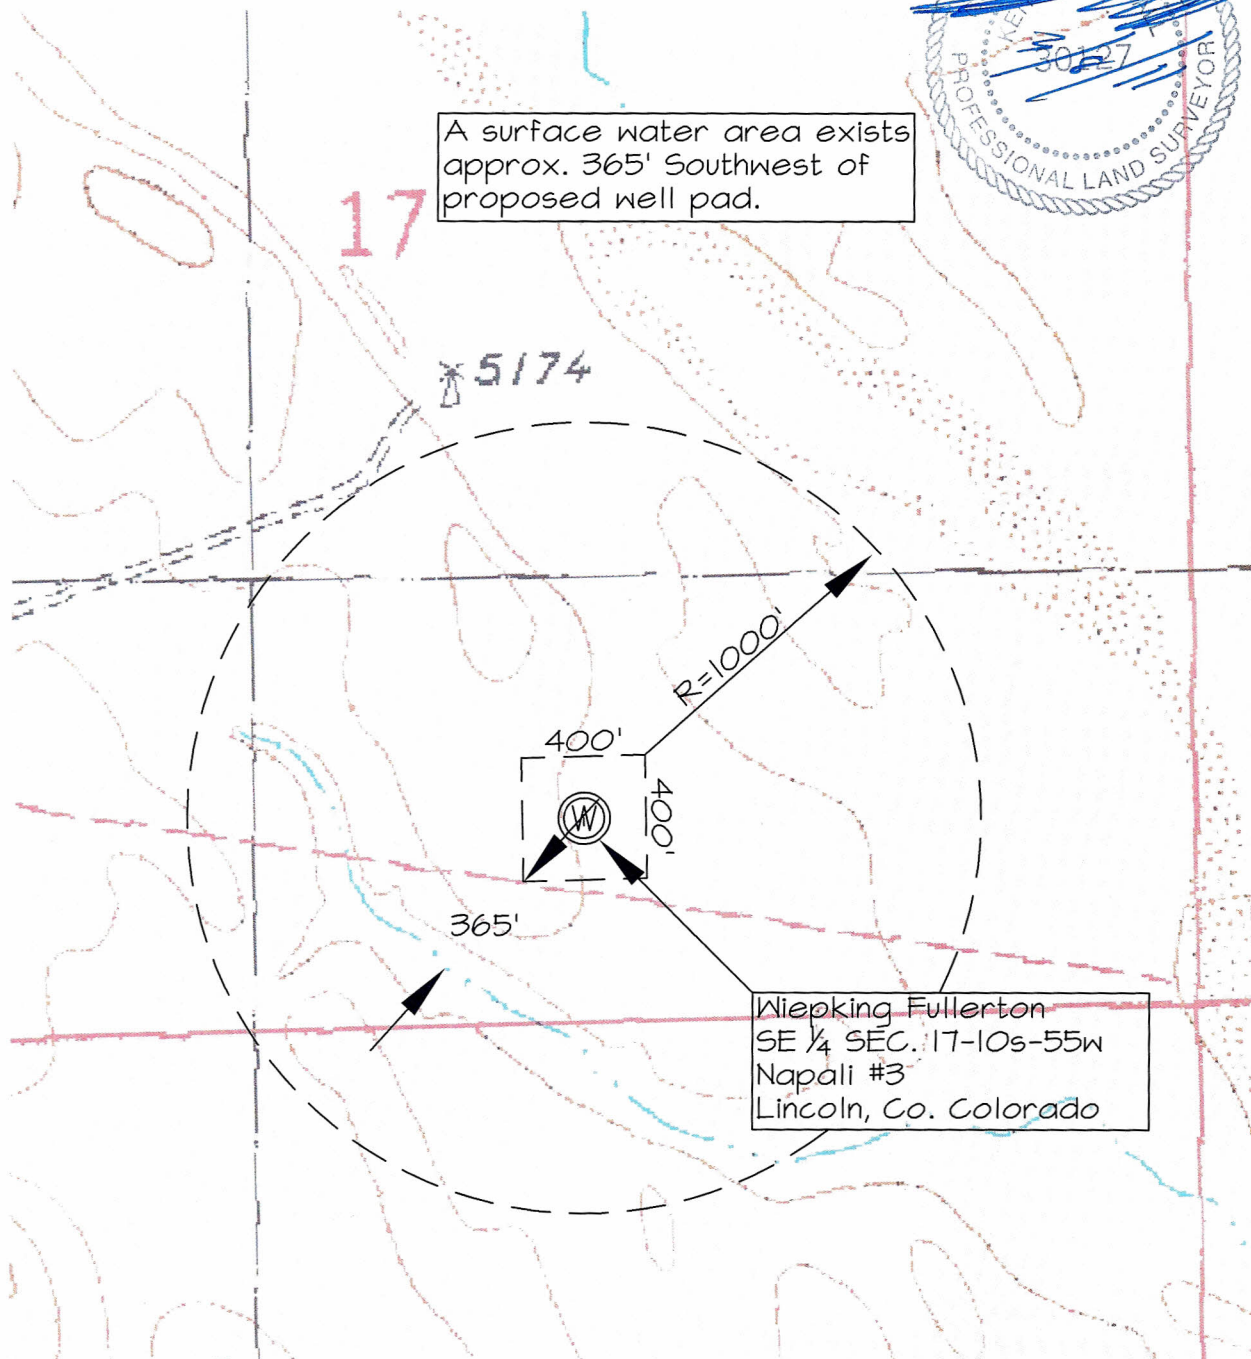 30127
PROFESSIONAL LAND SURVEYOR
A surface water area exists
approx. 365' Southwest of
proposed well pad.
17
5174
R=1000'
400'
400'
W
365'
Wiepking Fullerton
SE 1/4 SEC. 17-10s-55w
Napali #3
Lincoln, Co. Colorado